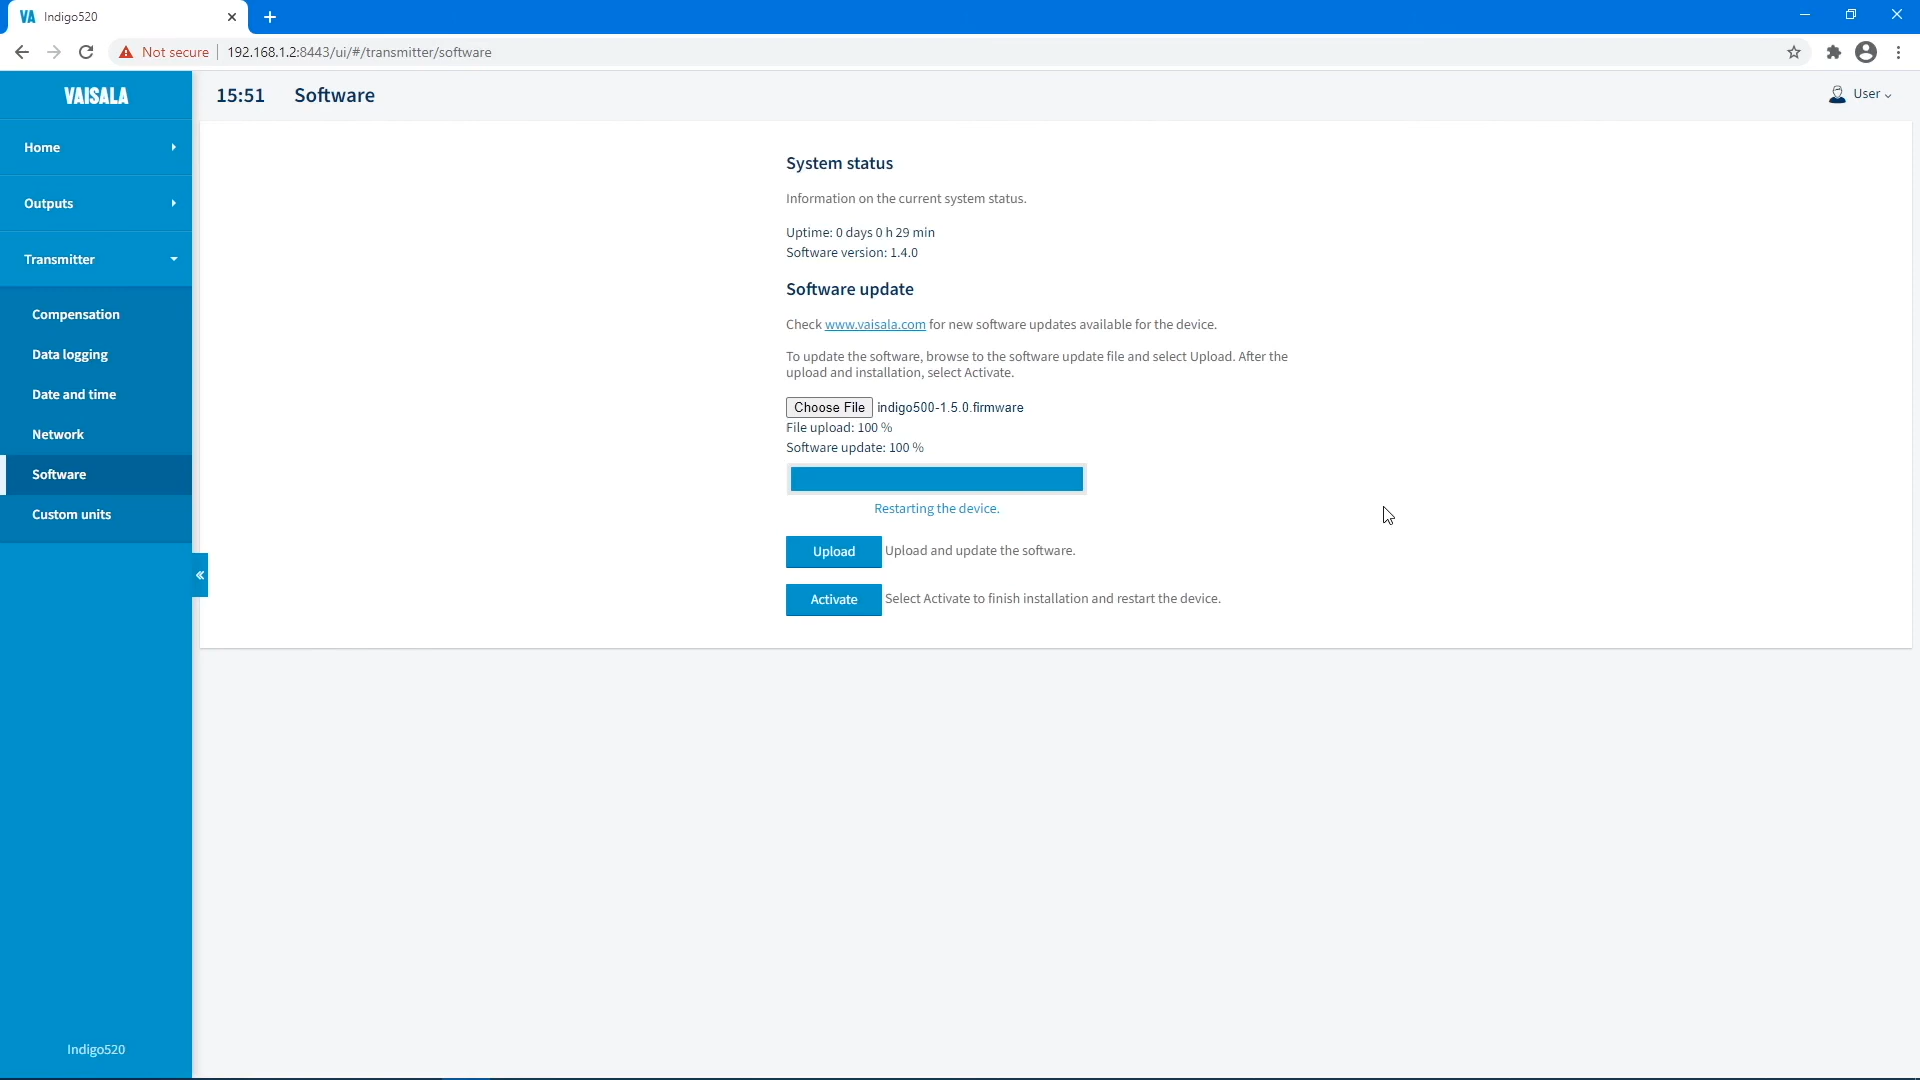 VA Indigo520
Not secure 192.168.1.2:8443/ui/#/transmitter/software
VAISALA
15:51 Software
User
Home
Outputs
Transmitter
Compensation
Data logging
Date and time
Network
Software
Custom units
Indigo520
System status
Information on the current system status.
Uptime: 0 days 0 h 29 min
Software version: 1.4.0
Software update
Check www.vaisala.com for new software updates available for the device.
To update the software, browse to the software update file and select Upload. After the
upload and installation, select Activate.
Choose File indigo500-1.5.0.firmware
File upload: 100 %
Software update: 100 %
Restarting the device.
Upload Upload and update the software.
Activate Select Activate to finish installation and restart the device.